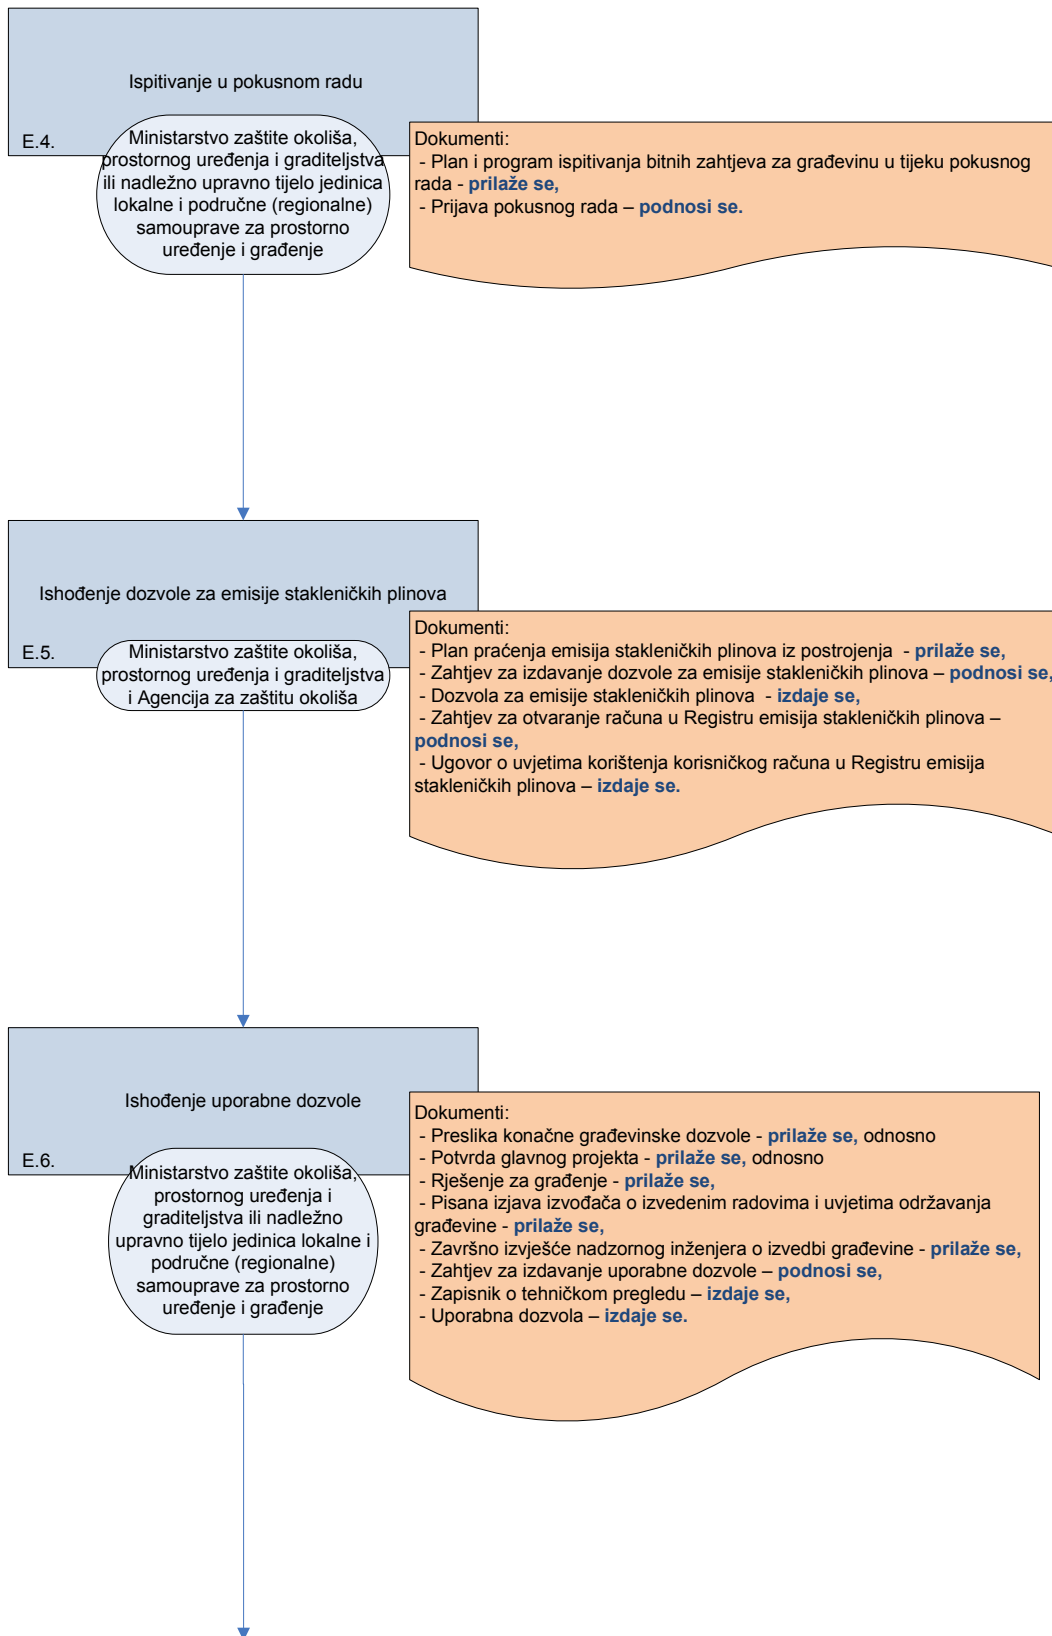 Ispitivanje u pokusnom radu
E.4.
Ministarstvo zaštite okoliša,
prostornog uređenja i graditeljstva
ili nadležno upravno tijelo jedinica
lokalne i područne (regionalne)
samouprave za prostorno
uređenje i građenje
Dokumenti:
- Plan i program ispitivanja bitnih zahtjeva za građevinu u tijeku pokusnog
rada - prilaže se,
- Prijava pokusnog rada – podnosi se.
Ishođenje dozvole za emisije stakleničkih plinova
E.5.
Ministarstvo zaštite okoliša,
prostornog uređenja i graditeljstva
i Agencija za zaštitu okoliša
Dokumenti:
- Plan praćenja emisija stakleničkih plinova iz postrojenja - prilaže se,
- Zahtjev za izdavanje dozvole za emisije stakleničkih plinova – podnosi se,
- Dozvola za emisije stakleničkih plinova - izdaje se,
- Zahtjev za otvaranje računa u Registru emisija stakleničkih plinova –
podnosi se,
- Ugovor o uvjetima korištenja korisničkog računa u Registru emisija
stakleničkih plinova – izdaje se.
Ishođenje uporabne dozvole
E.6.
Ministarstvo zaštite okoliša,
prostornog uređenja i
graditeljstva ili nadležno
upravno tijelo jedinica lokalne i
područne (regionalne)
samouprave za prostorno
uređenje i građenje
Dokumenti:
- Preslika konačne građevinske dozvole - prilaže se, odnosno
- Potvrda glavnog projekta - prilaže se, odnosno
- Rješenje za građenje - prilaže se,
- Pisana izjava izvođača o izvedenim radovima i uvjetima održavanja
građevine - prilaže se,
- Završno izvješće nadzornog inženjera o izvedbi građevine - prilaže se,
- Zahtjev za izdavanje uporabne dozvole – podnosi se,
- Zapisnik o tehničkom pregledu – izdaje se,
- Uporabna dozvola – izdaje se.